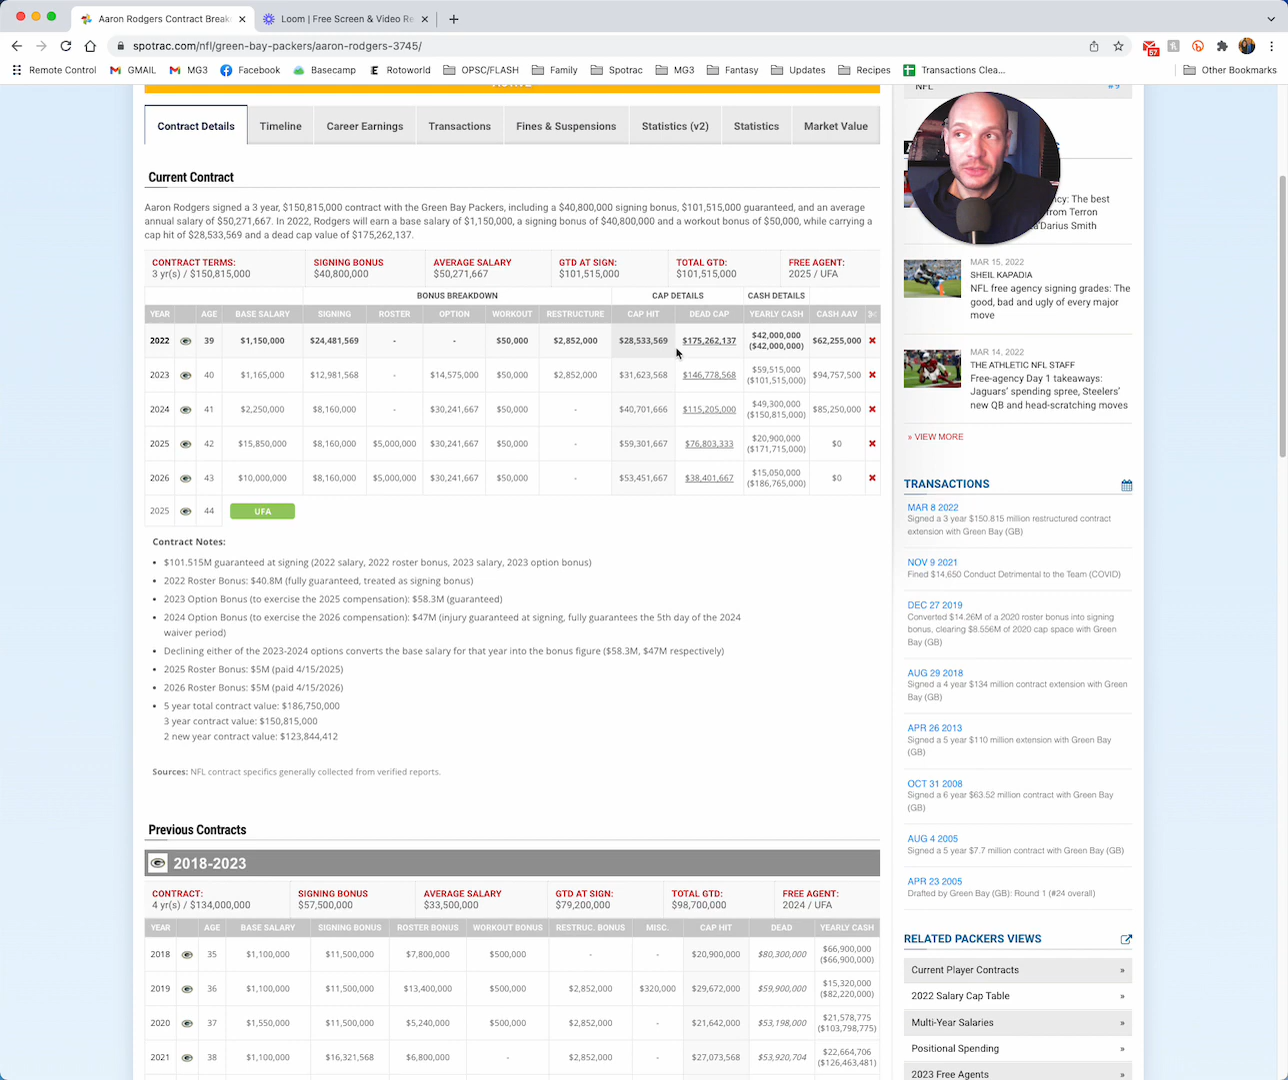 Aaron Rodgers Contract Break
Loom | Free Screen & Video Re
spotrac.com/nfl/green-bay-packers/aaron-rodgers-3745/
57
Remote Control GMAIL MG3 Facebook Basecamp Rotoworld OPSC/FLASH Family Spotrac MG3 Fantasy Updates Recipes Transactions Clea... Other Bookmarks
ACTIVE
NFL #9
Contract Details Timeline Career Earnings Transactions Fines & Suspensions Statistics (v2) Statistics Market Value
Current Contract
Aaron Rodgers signed a 3 year, $150,815,000 contract with the Green Bay Packers, including a $40,800,000 signing bonus, $101,515,000 guaranteed, and an average
annual salary of $50,271,667. In 2022, Rodgers will earn a base salary of $1,150,000, a signing bonus of $40,800,000 and a workout bonus of $50,000, while carrying a
cap hit of $28,533,569 and a dead cap value of $175,262,137.
CONTRACT TERMS: SIGNING BONUS AVERAGE SALARY GTD AT SIGN: TOTAL GTD: FREE AGENT:
3 yr(s) / $150,815,000 $40,800,000 $50,271,667 $101,515,000 $101,515,000 2025 / UFA
BONUS BREAKDOWN CAP DETAILS CASH DETAILS
YEAR AGE BASE SALARY SIGNING ROSTER OPTION WORKOUT RESTRUCTURE CAP HIT DEAD CAP YEARLY CASH CASH AAV
2022 39 $1,150,000 $24,481,569 - - $50,000 $2,852,000 $28,533,569 $175,262,137 $42,000,000 ($42,000,000) $62,255,000
2023 40 $1,165,000 $12,981,568 - $14,575,000 $50,000 $2,852,000 $31,623,568 $146,778,568 $59,515,000 ($101,515,000) $94,757,500
2024 41 $2,250,000 $8,160,000 - $30,241,667 $50,000 - $40,701,666 $115,205,000 $49,300,000 ($150,815,000) $85,250,000
2025 42 $15,850,000 $8,160,000 $5,000,000 $30,241,667 $50,000 - $59,301,667 $76,803,333 $20,900,000 ($171,715,000) $0
2026 43 $10,000,000 $8,160,000 $5,000,000 $30,241,667 $50,000 - $53,451,667 $38,401,667 $15,050,000 ($186,765,000) $0
2025 44 UFA
Contract Notes:
• $101.515M guaranteed at signing (2022 salary, 2022 roster bonus, 2023 salary, 2023 option bonus)
• 2022 Roster Bonus: $40.8M (fully guaranteed, treated as signing bonus)
• 2023 Option Bonus (to exercise the 2025 compensation): $58.3M (guaranteed)
• 2024 Option Bonus (to exercise the 2026 compensation): $47M (injury guaranteed at signing, fully guarantees the 5th day of the 2024
waiver period)
• Declining either of the 2023-2024 options converts the base salary for that year into the bonus figure ($58.3M, $47M respectively)
• 2025 Roster Bonus: $5M (paid 4/15/2025)
• 2026 Roster Bonus: $5M (paid 4/15/2026)
• 5 year total contract value: $186,750,000
3 year contract value: $150,815,000
2 new year contract value: $123,844,412
Sources: NFL contract specifics generally collected from verified reports.
Previous Contracts
2018-2023
CONTRACT: SIGNING BONUS AVERAGE SALARY GTD AT SIGN: TOTAL GTD: FREE AGENT:
4 yr(s) / $134,000,000 $57,500,000 $33,500,000 $79,200,000 $98,700,000 2024 / UFA
YEAR AGE BASE SALARY SIGNING BONUS ROSTER BONUS WORKOUT BONUS RESTRUC. BONUS MISC. CAP HIT DEAD YEARLY CASH
2018 35 $1,100,000 $11,500,000 $7,800,000 $500,000 - - $20,900,000 $80,300,000 $66,900,000 ($66,900,000)
2019 36 $1,100,000 $11,500,000 $13,400,000 $500,000 $2,852,000 $320,000 $29,672,000 $59,900,000 $15,320,000 ($82,220,000)
2020 37 $1,550,000 $11,500,000 $5,240,000 $500,000 $2,852,000 - $21,642,000 $53,198,000 $21,578,775 ($103,798,775)
2021 38 $1,100,000 $16,321,568 $6,800,000 - $2,852,000 - $27,073,568 $53,920,704 $22,664,706 ($126,463,481)
ncy: The best
from Terron
Darius Smith
MAR 15, 2022
SHEIL KAPADIA
NFL free agency signing grades: The
good, bad and ugly of every major
move
MAR 14, 2022
THE ATHLETIC NFL STAFF
Free-agency Day 1 takeaways:
Jaguars' spending spree, Steelers'
new QB and head-scratching moves
» VIEW MORE
TRANSACTIONS
MAR 8 2022
Signed a 3 year $150.815 million restructured contract
extension with Green Bay (GB)
NOV 9 2021
Fined $14,650 Conduct Detrimental to the Team (COVID)
DEC 27 2019
Converted $14.26M of a 2020 roster bonus into signing
bonus, clearing $8.556M of 2020 cap space with Green
Bay (GB)
AUG 29 2018
Signed a 4 year $134 million contract extension with Green
Bay (GB)
APR 26 2013
Signed a 5 year $110 million extension with Green Bay
(GB)
OCT 31 2008
Signed a 6 year $63.52 million contract with Green Bay
(GB)
AUG 4 2005
Signed a 5 year $7.7 million contract with Green Bay (GB)
APR 23 2005
Drafted by Green Bay (GB): Round 1 (#24 overall)
RELATED PACKERS VIEWS
Current Player Contracts »
2022 Salary Cap Table »
Multi-Year Salaries »
Positional Spending »
2023 Free Agents »